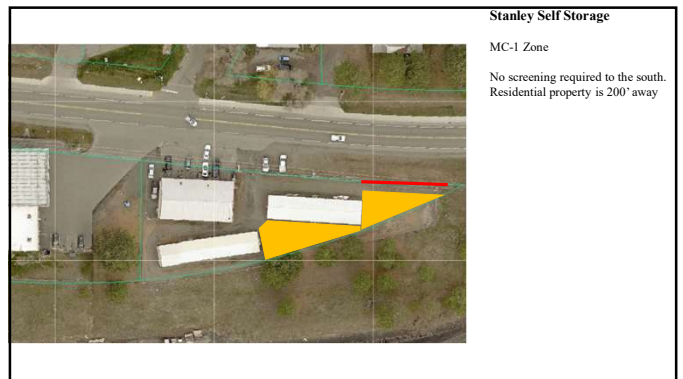 Stanley Self Storage
MC-1 Zone
No screening required to the south.
Residential property is 200' away